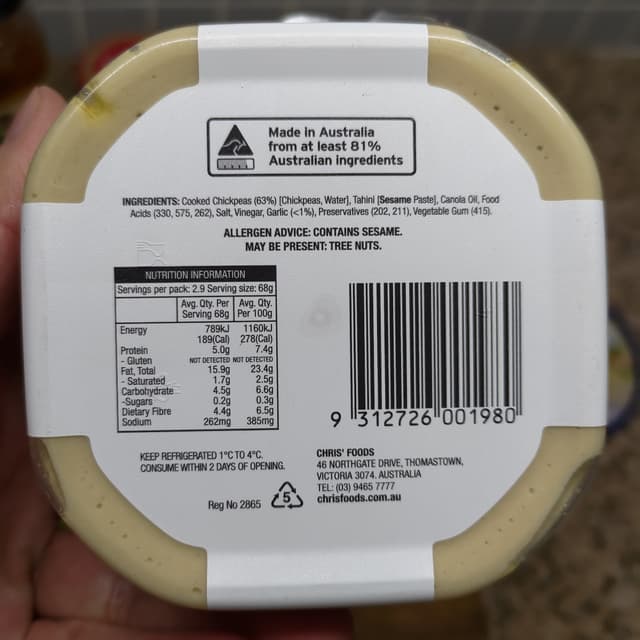 Made in Australia
from at least 81%
Australian ingredients
INGREDIENTS: Cooked Chickpeas (63%) [Chickpeas, Water], Tahini [Sesame Paste], Canola Oil, Food
Acids (330, 575, 262), Salt, Vinegar, Garlic (<1%), Preservatives (202, 211), Vegetable Gum (415).
ALLERGEN ADVICE: CONTAINS SESAME.
MAY BE PRESENT: TREE NUTS.
NUTRITION INFORMATION
Servings per pack: 2.9 Serving size: 68g
Avg. Qty. Per Serving 68g Avg. Qty. Per 100g
Energy 789kJ 1160kJ
189(Cal) 278(Cal)
Protein 5.0g 7.4g
- Gluten NOT DETECTED NOT DETECTED
Fat, Total 15.9g 23.4g
- Saturated 1.7g 2.5g
Carbohydrate 4.5g 6.6g
-Sugars 0.2g 0.3g
Dietary Fibre 4.4g 6.5g
Sodium 262mg 385mg
9 312726 001980
KEEP REFRIGERATED 1°C TO 4°C.
CONSUME WITHIN 2 DAYS OF OPENING.
Reg No 2865
5
CHRIS' FOODS
46 NORTHGATE DRIVE, THOMASTOWN,
VICTORIA 3074. AUSTRALIA
TEL: (03) 9465 7777
chrisfoods.com.au